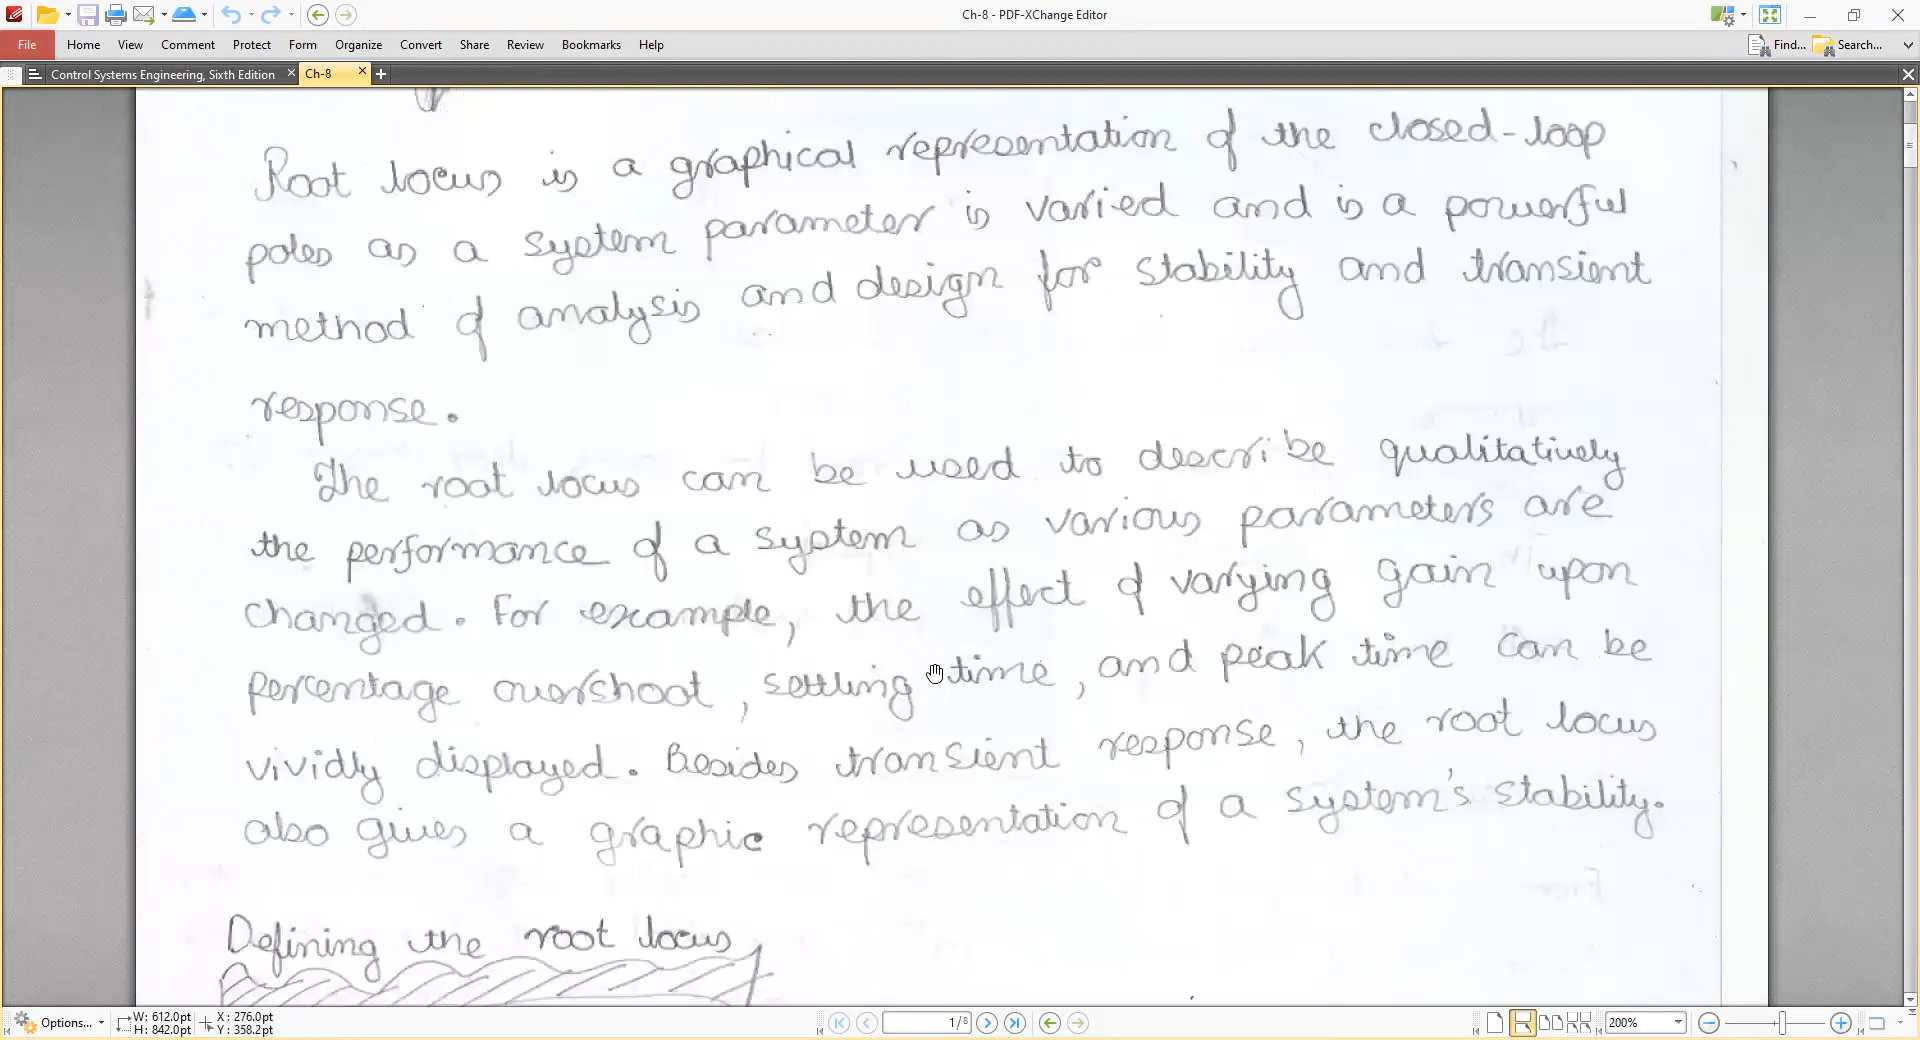 Ch-8 - PDF-XChange Editor
File Home View Comment Protect Form Organize Convert Share Review Bookmarks Help Find... Search...
Control Systems Engineering, Sixth Edition Ch-8
Root locus is a graphical representation of the closed-loop
poles as a system parameter is varied and is a powerful
method of analysis and design for stability and transient
response.
The root locus can be used to describe qualitatively
the performance of a system as various parameters are
changed. For example, the effect of varying gain upon
percentage overshoot, settling time, and peak time can be
vividly displayed. Besides transient response, the root locus
also gives a graphic representation of a system's stability.
Defining the root locus
Options... W: 612.0pt X: 276.0pt 1/8 200%
H: 842.0pt Y: 358.2pt